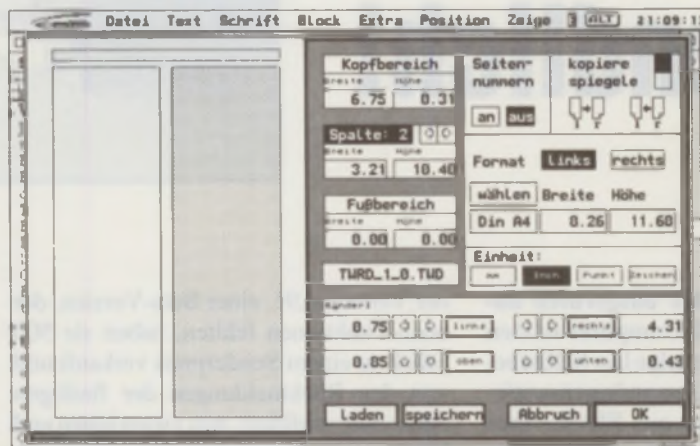 Datei Text Schrift Block Extra Position Zeige ALT 21:09:
Kopfbereich
Breite Höhe
6.75 0.31
Seiten-
nummern
an aus
kopiere
spiegele
l r l r
Spalte: 2
Breite Höhe
3.21 10.40
Format links rechts
wählen Breite Höhe
Din A4 8.26 11.60
Fußbereich
Breite Höhe
0.00 0.00
Einheit:
mm Inch Punkt Zeichen
TWRD_1_0.TWD
0.75 links rechts 4.31
0.85 oben unten 0.43
Laden speichern Abbruch OK